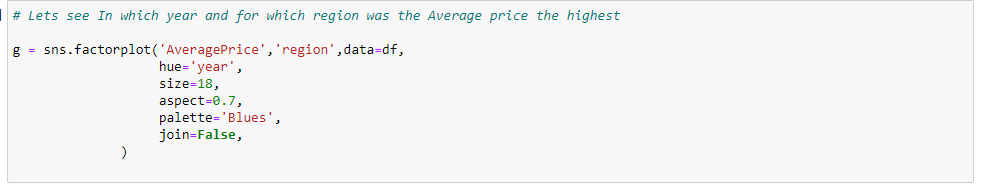 # Lets see In which year and for which region was the Average price the highest
g = sns.factorplot('AveragePrice','region',data=df,
hue='year',
size=18,
aspect=0.7,
palette='Blues',
join=False,
)